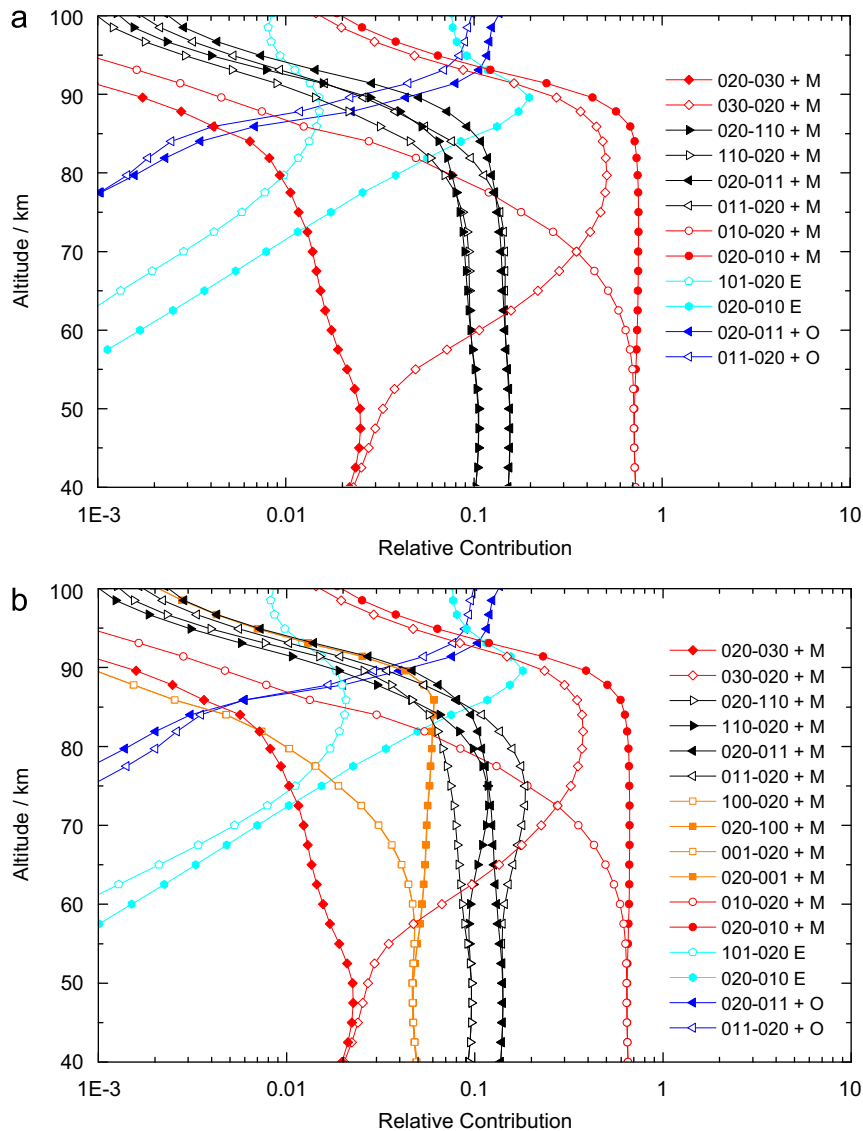 a
100
90
80
70
60
50
40
Altitude / km
1E-3
0.01
0.1
1
10
Relative Contribution
020-030 + M
030-020 + M
020-110 + M
110-020 + M
020-011 + M
011-020 + M
010-020 + M
020-010 + M
101-020 E
020-010 E
020-011 + O
011-020 + O
b
100
90
80
70
60
50
40
Altitude / km
1E-3
0.01
0.1
1
10
Relative Contribution
020-030 + M
030-020 + M
020-110 + M
110-020 + M
020-011 + M
011-020 + M
100-020 + M
020-100 + M
001-020 + M
020-001 + M
010-020 + M
020-010 + M
101-020 E
020-010 E
020-011 + O
011-020 + O